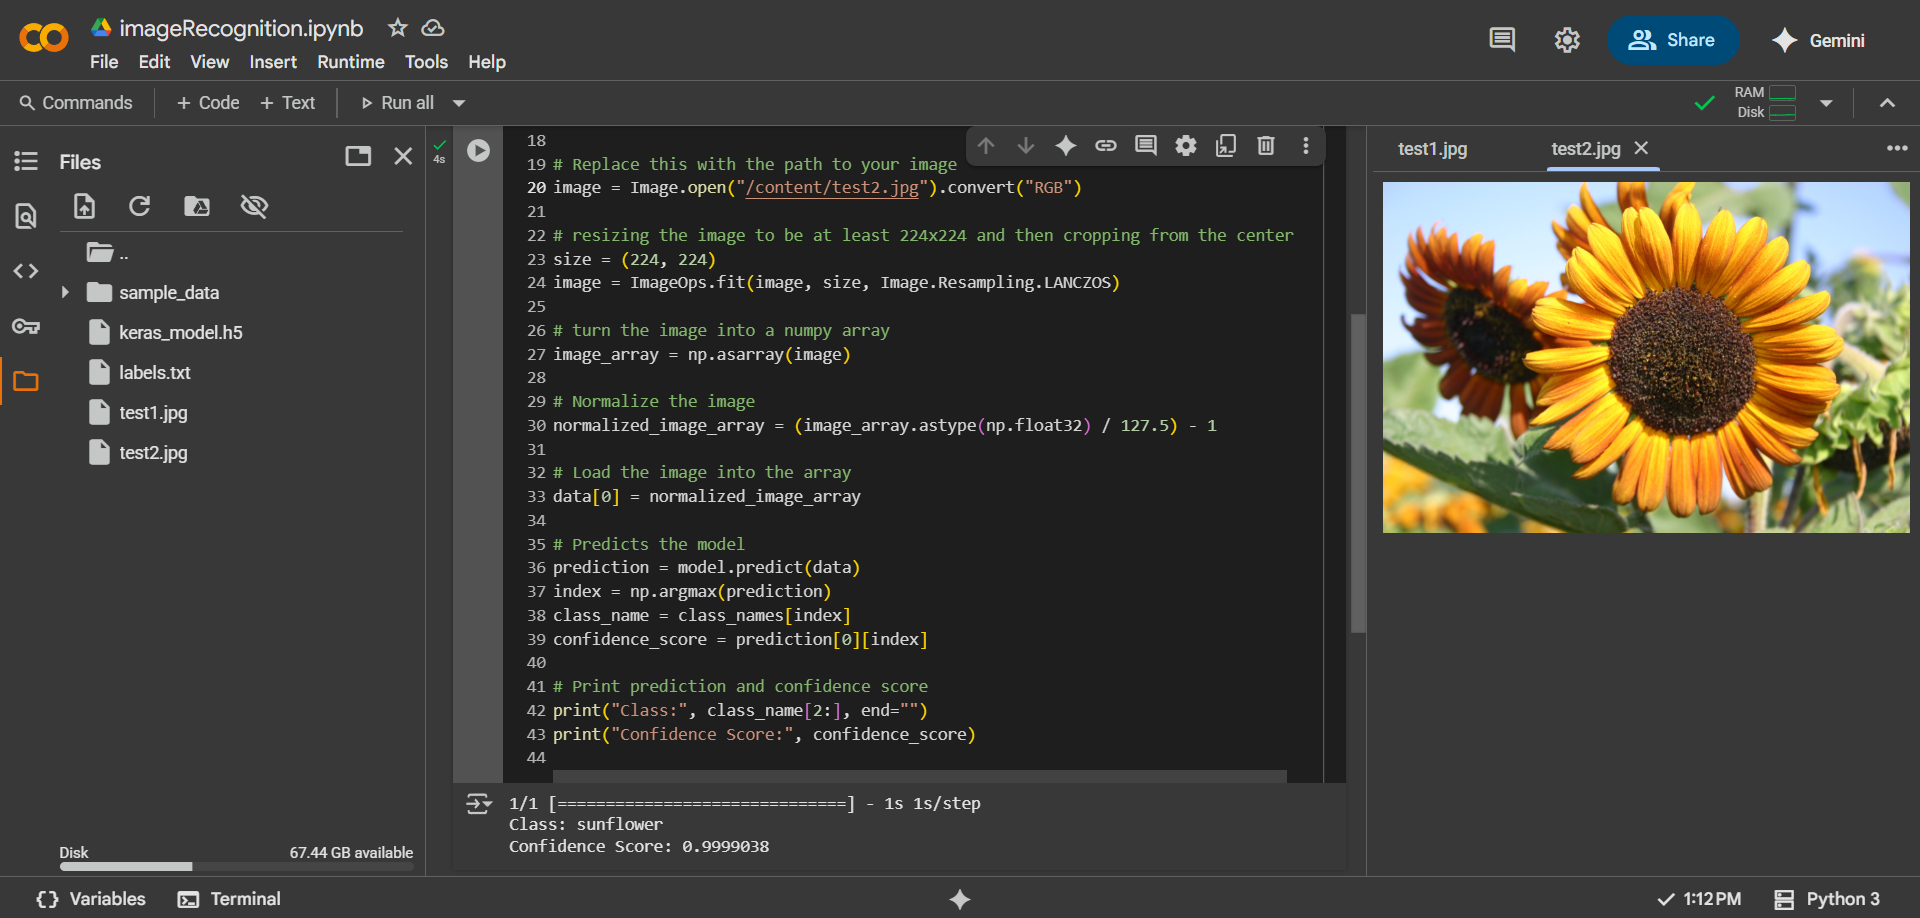 imageRecognition.ipynb
File Edit View Insert Runtime Tools Help
Share
Gemini
Commands + Code + Text Run all
RAM
Disk
Files
..
sample_data
keras_model.h5
labels.txt
test1.jpg
test2.jpg
Disk 67.44 GB available
4s
18
19 # Replace this with the path to your image
20 image = Image.open("/content/test2.jpg").convert("RGB")
21
22 # resizing the image to be at least 224x224 and then cropping from the center
23 size = (224, 224)
24 image = ImageOps.fit(image, size, Image.Resampling.LANCZOS)
25
26 # turn the image into a numpy array
27 image_array = np.asarray(image)
28
29 # Normalize the image
30 normalized_image_array = (image_array.astype(np.float32) / 127.5) - 1
31
32 # Load the image into the array
33 data[0] = normalized_image_array
34
35 # Predicts the model
36 prediction = model.predict(data)
37 index = np.argmax(prediction)
38 class_name = class_names[index]
39 confidence_score = prediction[0][index]
40
41 # Print prediction and confidence score
42 print("Class:", class_name[2:], end="")
43 print("Confidence Score:", confidence_score)
44
1/1 [==============================] - 1s 1s/step
Class: sunflower
Confidence Score: 0.9999038
test1.jpg test2.jpg
Variables Terminal
1:12 PM Python 3